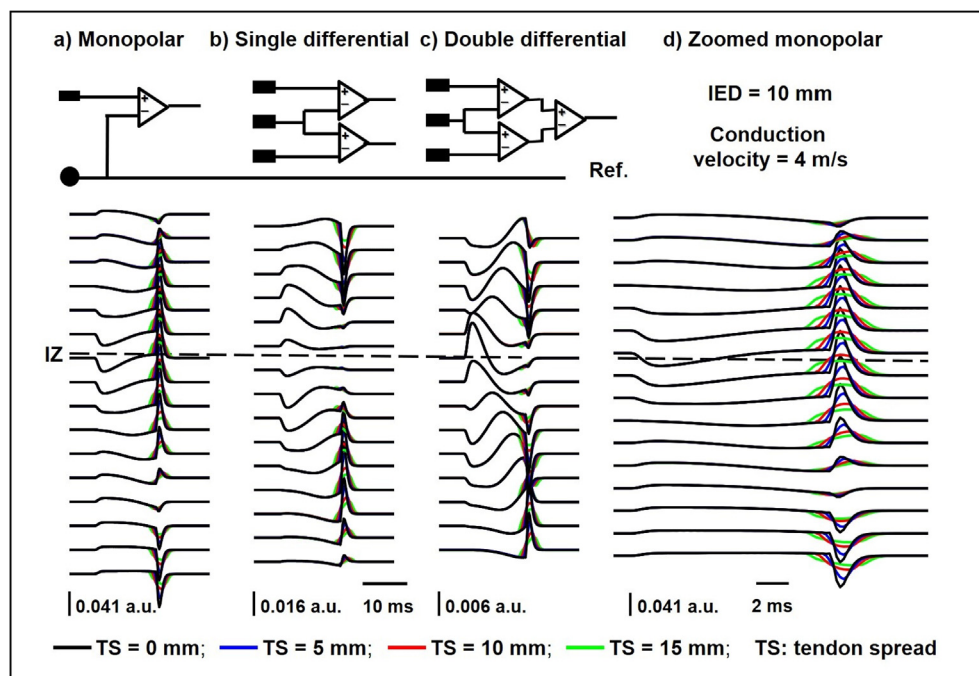 a) Monopolar
b) Single differential
c) Double differential
d) Zoomed monopolar
+
−
+
−
+
−
+
−
+
−
+
−
IED = 10 mm
Conduction
velocity = 4 m/s
Ref.
IZ
0.041 a.u.
0.016 a.u.
10 ms
0.006 a.u.
0.041 a.u.
2 ms
TS = 0 mm; TS = 5 mm; TS = 10 mm; TS = 15 mm; TS: tendon spread